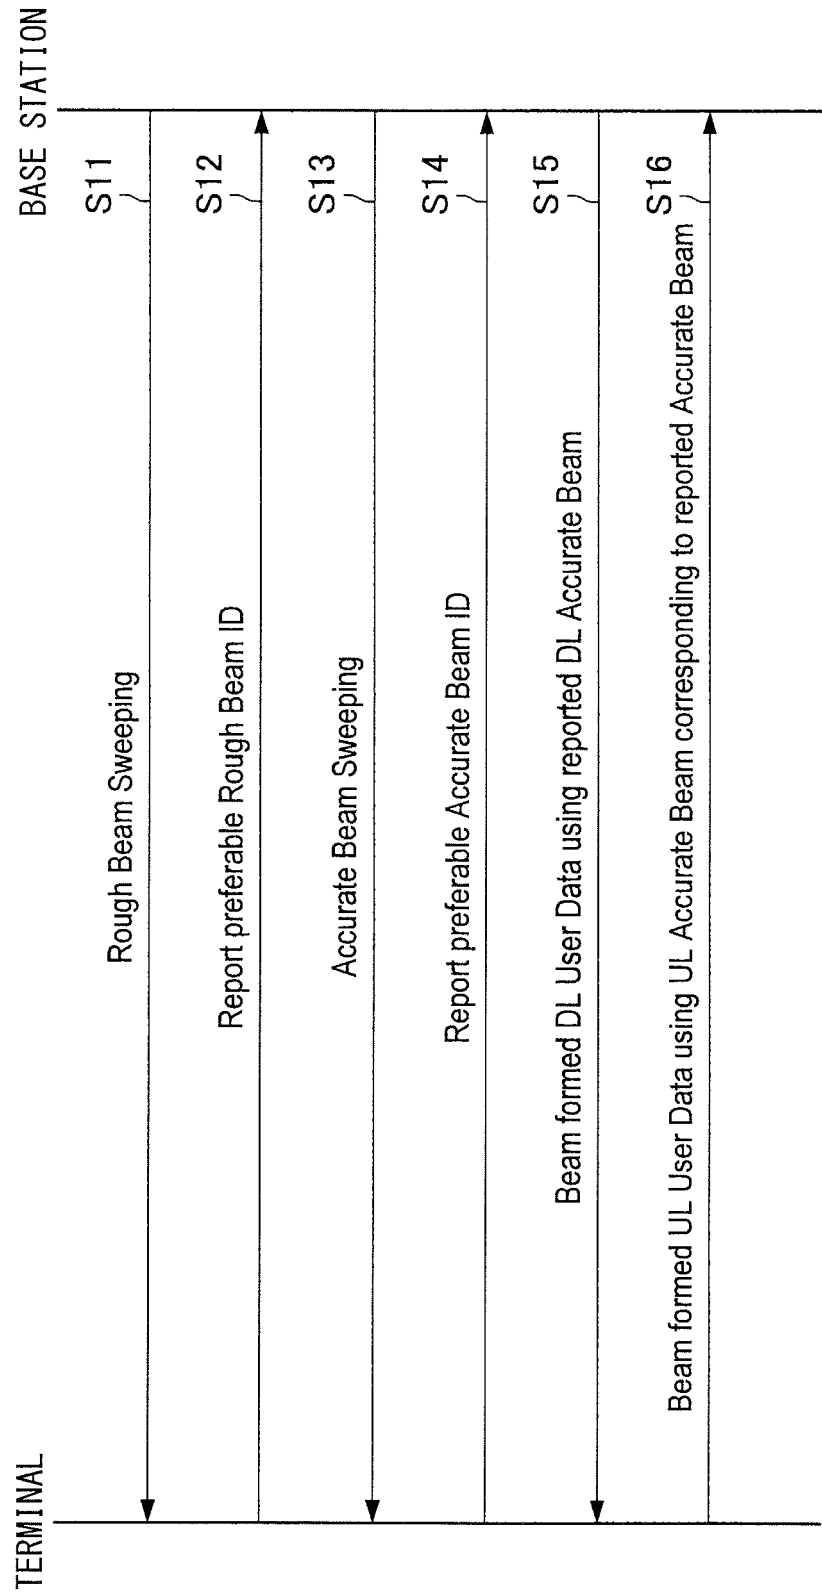 TERMINAL
BASE STATION
Rough Beam Sweeping
S11
Report preferable Rough Beam ID
S12
Accurate Beam Sweeping
S13
Report preferable Accurate Beam ID
S14
Beam formed DL User Data using reported DL Accurate Beam
S15
Beam formed UL User Data using UL Accurate Beam corresponding to reported Accurate Beam
S16